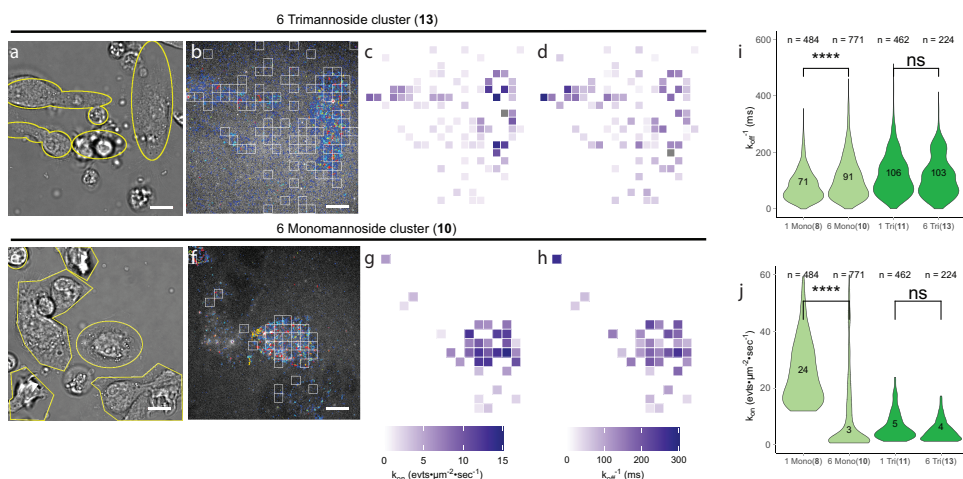 6 Trimannoside cluster (13)
a
b
c
d
6 Monomannoside cluster (10)
e
f
g
h
0 5 10 15
kon (evts•μm-2•sec-1)
0 100 200 300
koff-1 (ms)
i
n = 484 n = 771 n = 462 n = 224
**** ns
600
400
200
0
koff-1 (ms)
71 91 106 103
1 Mono(8) 6 Mono(10) 1 Tri(11) 6 Tri(13)
j
n = 484 n = 771 n = 462 n = 224
**** ns
60
40
20
0
kon (evts•μm-2•sec-1)
24 3 5 4
1 Mono(8) 6 Mono(10) 1 Tri(11) 6 Tri(13)